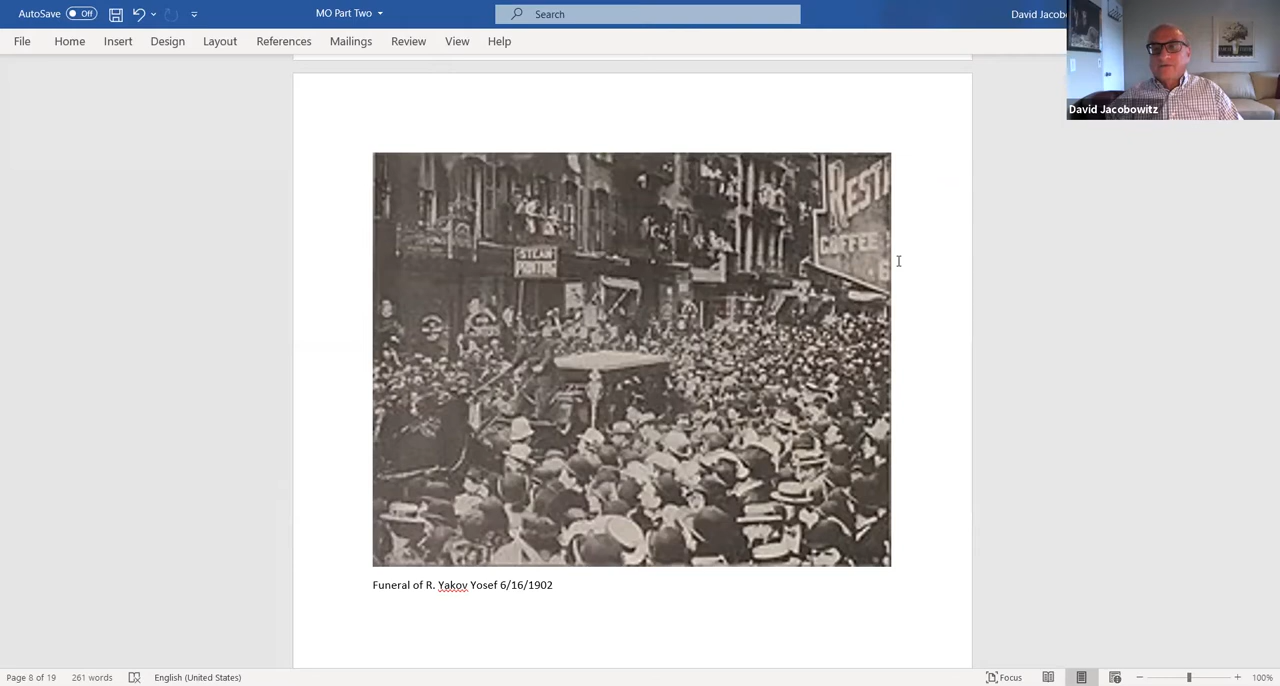 AutoSave Off MO Part Two Search David Jacob
File Home Insert Design Layout References Mailings Review View Help
David Jacobowitz
RESTA
COFFEE
STEAM
Funeral of R. Yakov Yosef 6/16/1902
Page 8 of 19 261 words English (United States) Focus 100%